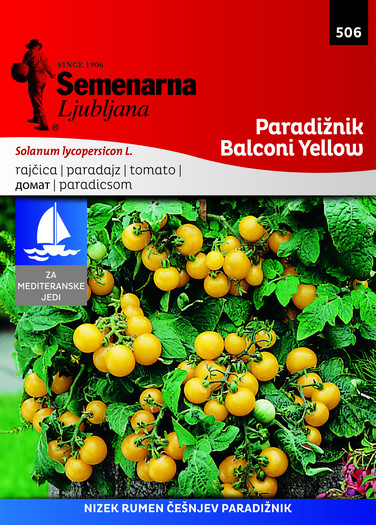 506
SINCE 1906
Semenarna
Ljubljana
®
Paradižnik
Balconi Yellow
Solanum lycopersicon L.
rajčica | paradajz | tomato |
домат | paradicsom
ZA
MEDITERANSKE
JEDI
NIZEK RUMEN ČEŠNJEV PARADIŽNIK